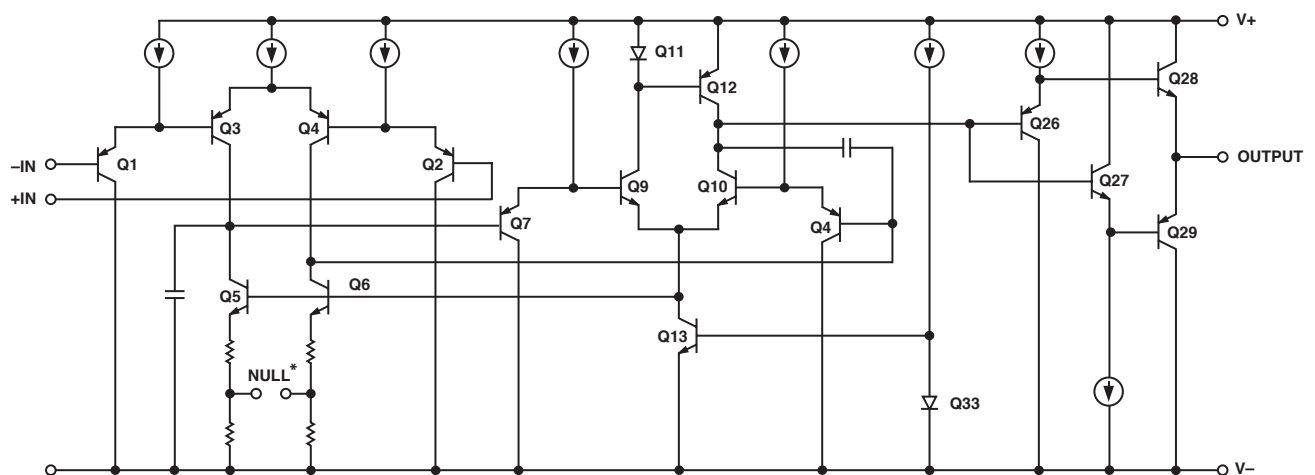 V+
Q11
Q12
Q28
Q3
Q4
Q26
–IN
Q1
Q2
OUTPUT
+IN
Q9
Q10
Q27
Q7
Q4
Q29
Q5
Q6
Q13
NULL*
Q33
V–